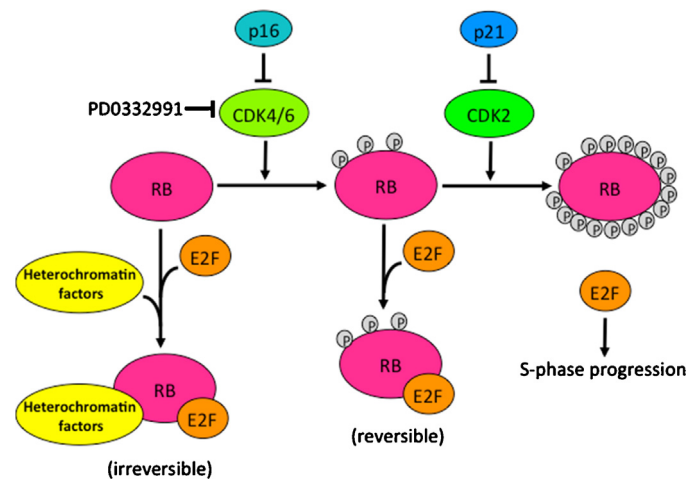 p16
p21
PD0332991
CDK4/6
CDK2
P P P
RB
RB
RB
P P P P P P P P P P P P P P P P P
Heterochromatin
factors
E2F
E2F
E2F
S-phase progression
P P P
RB
RB
Heterochromatin
factors
E2F
E2F
(reversible)
(irreversible)